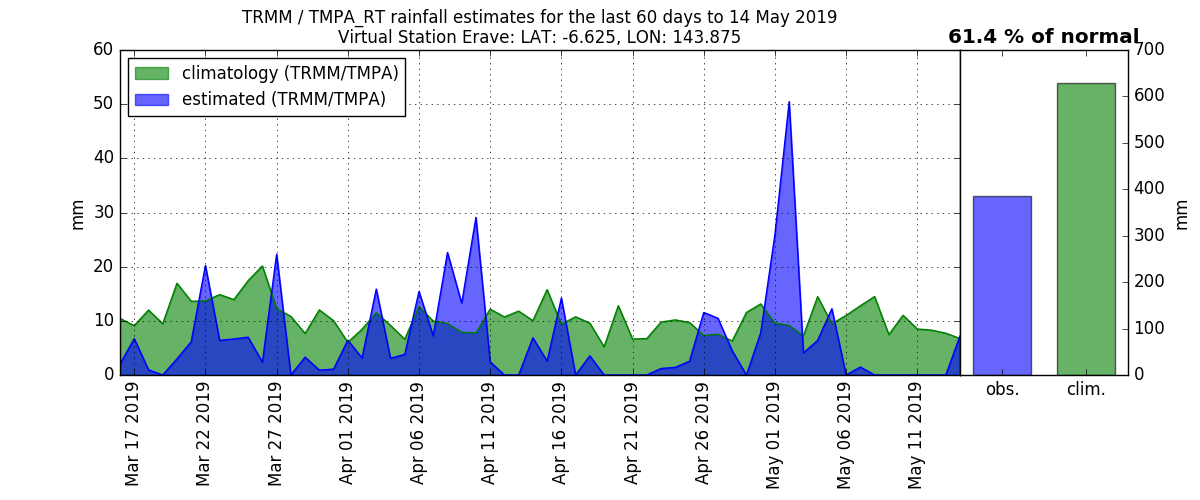 TRMM / TMPA_RT rainfall estimates for the last 60 days to 14 May 2019
Virtual Station Erave: LAT: -6.625, LON: 143.875
61.4 % of normal
climatology (TRMM/TMPA)
estimated (TRMM/TMPA)
mm
60
50
40
30
20
10
0
Mar 17 2019
Mar 22 2019
Mar 27 2019
Apr 01 2019
Apr 06 2019
Apr 11 2019
Apr 16 2019
Apr 21 2019
Apr 26 2019
May 01 2019
May 06 2019
May 11 2019
obs.
clim.
700
600
500
400
300
200
100
0
mm